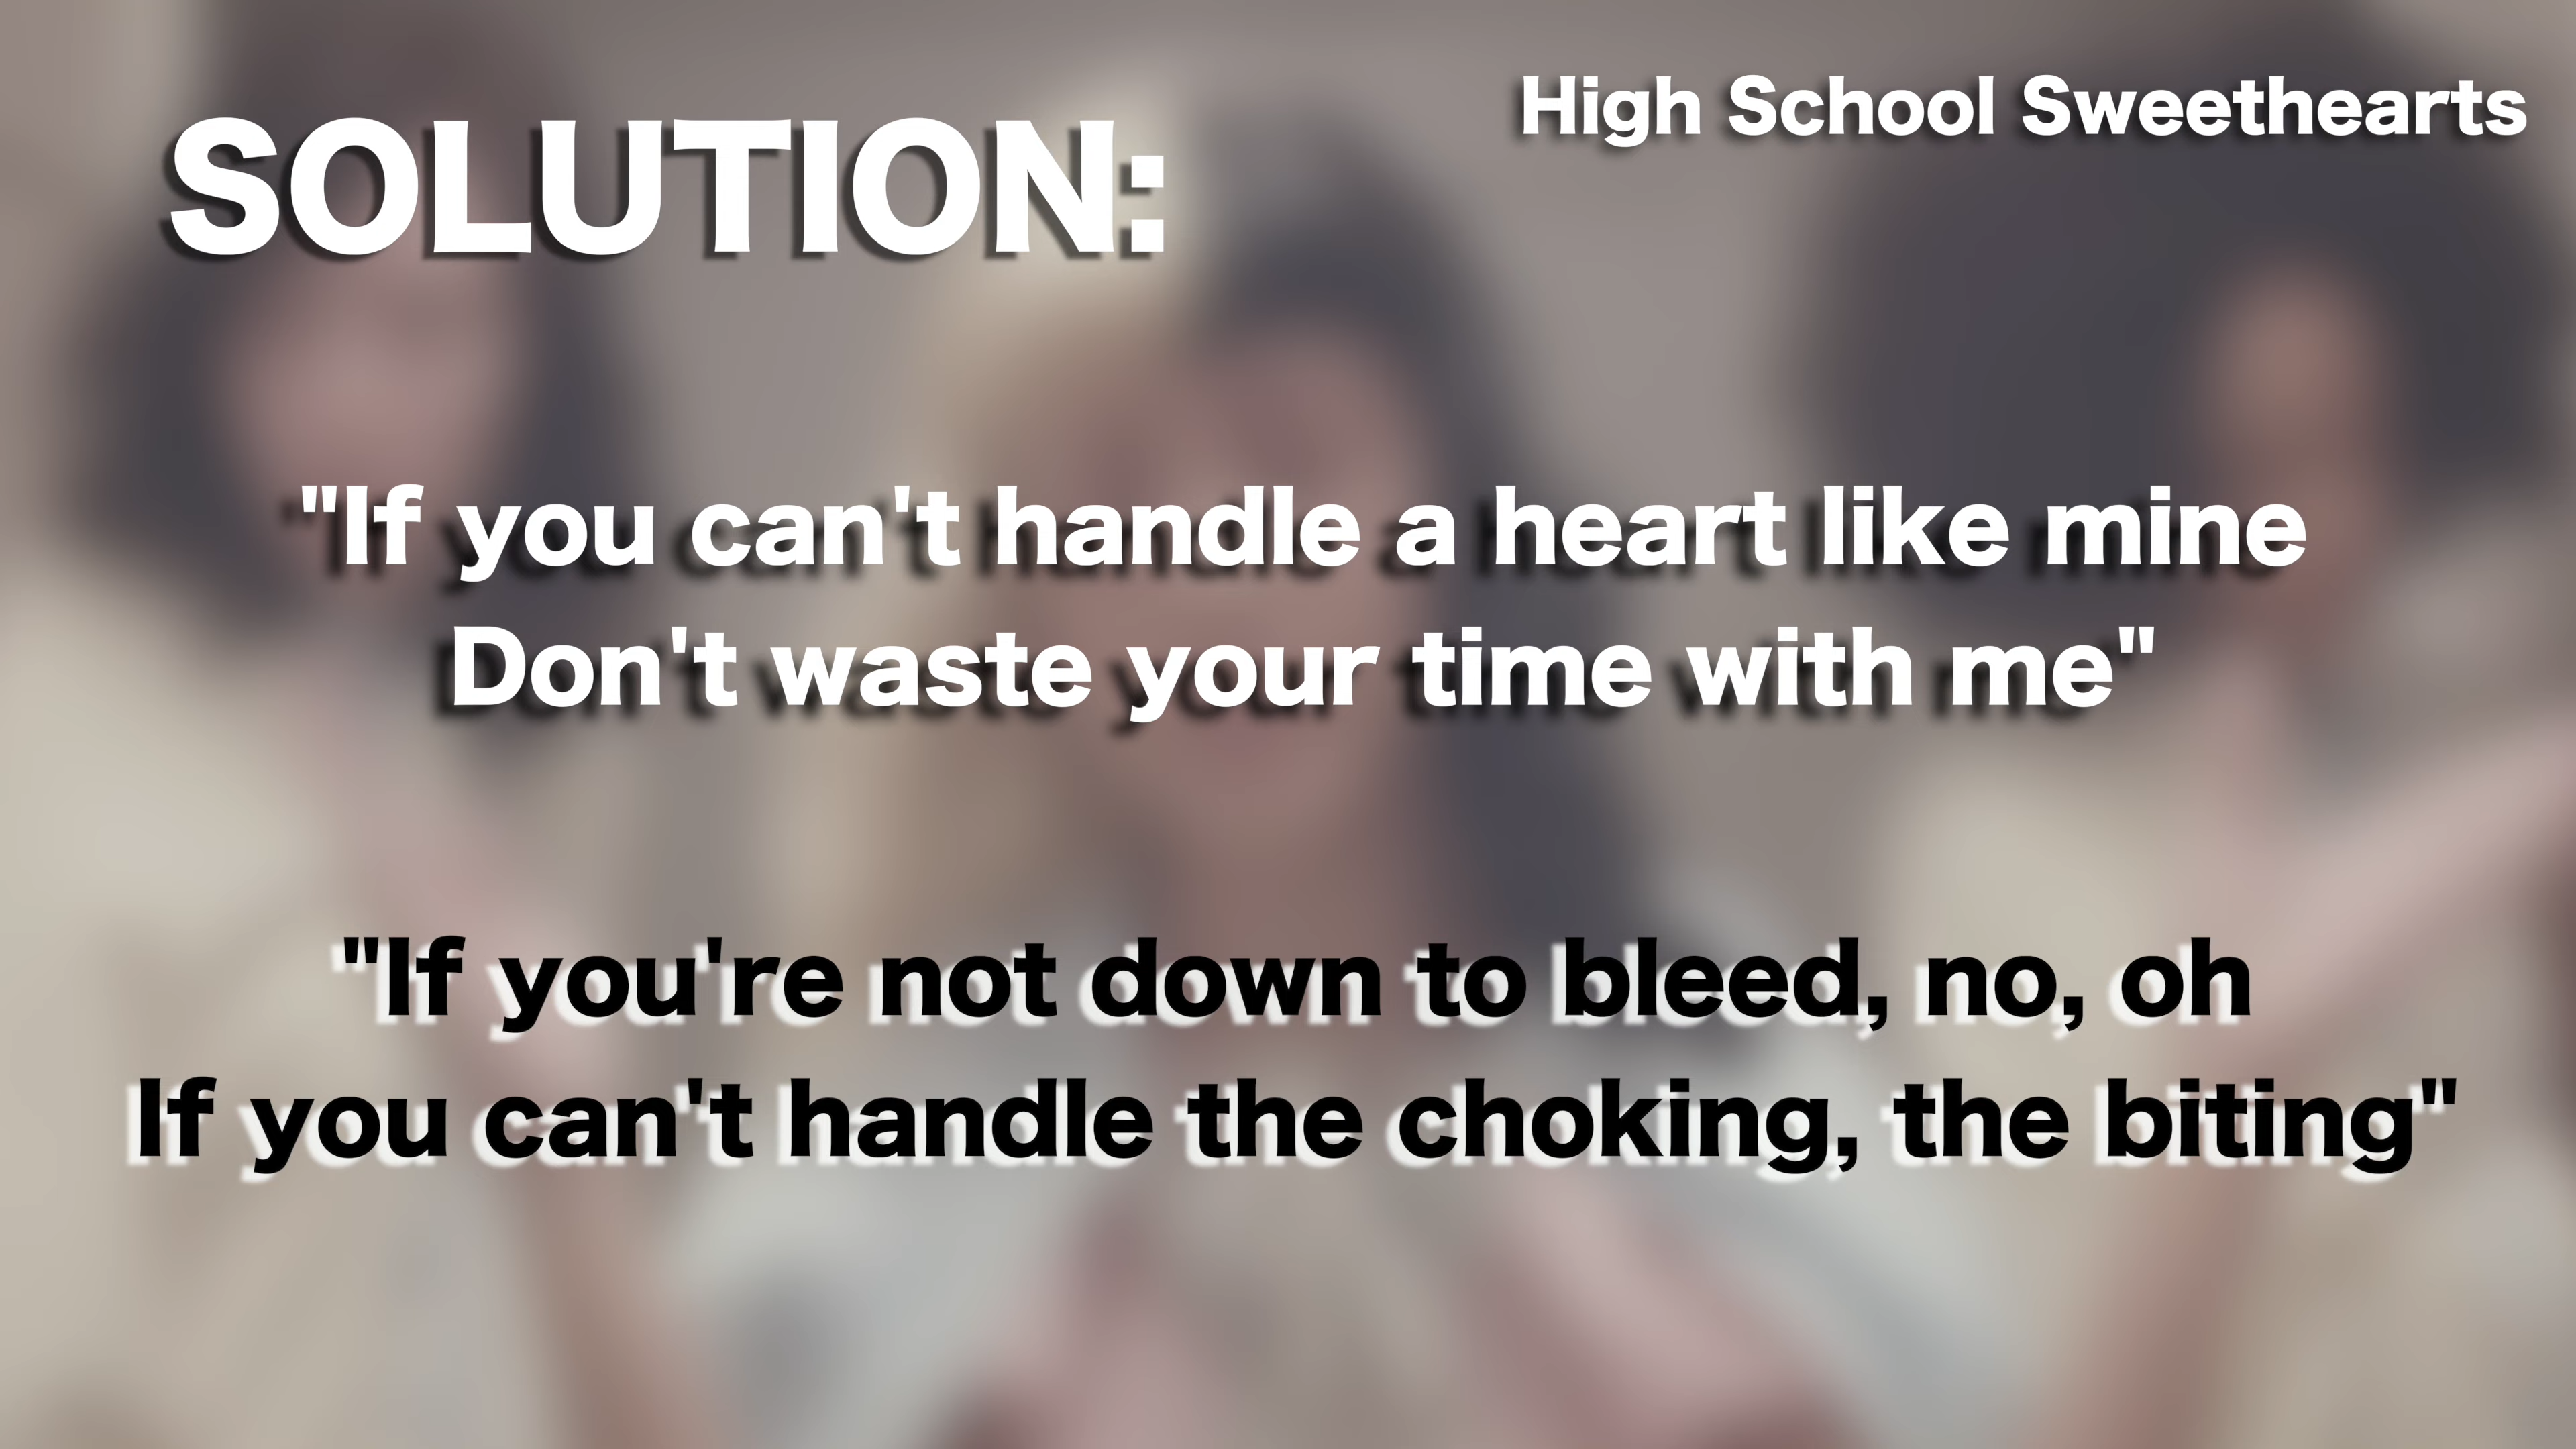 High School Sweethearts
SOLUTION:
"If you can't handle a heart like mine
Don't waste your time with me"
"If you're not down to bleed, no, oh
If you can't handle the choking, the biting"